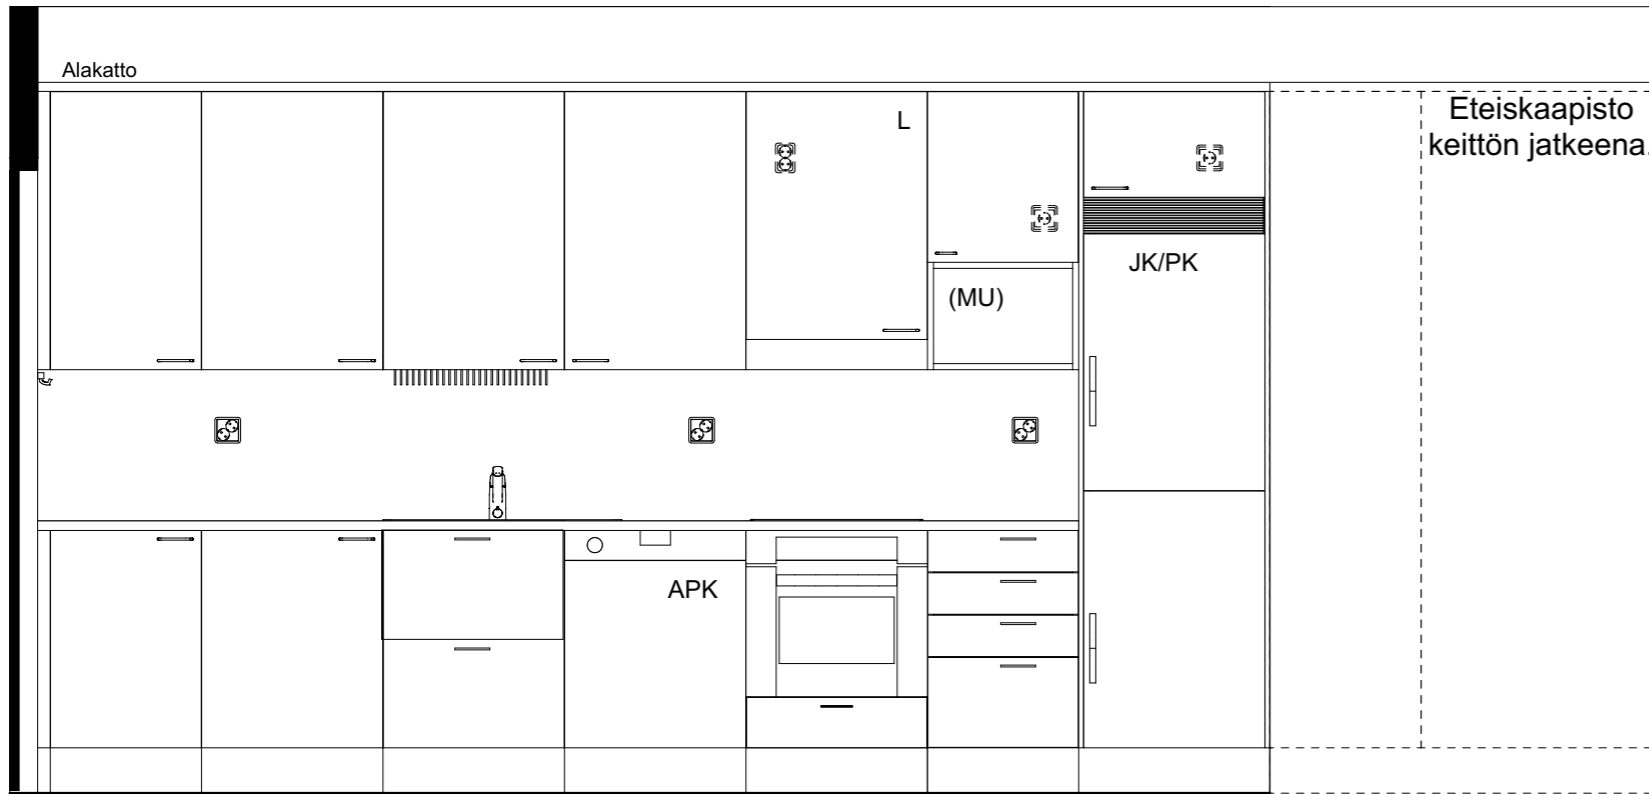 Alakatto
Eteiskaapisto
keittön jatkeena.
L
JK/PK
(MU)
APK